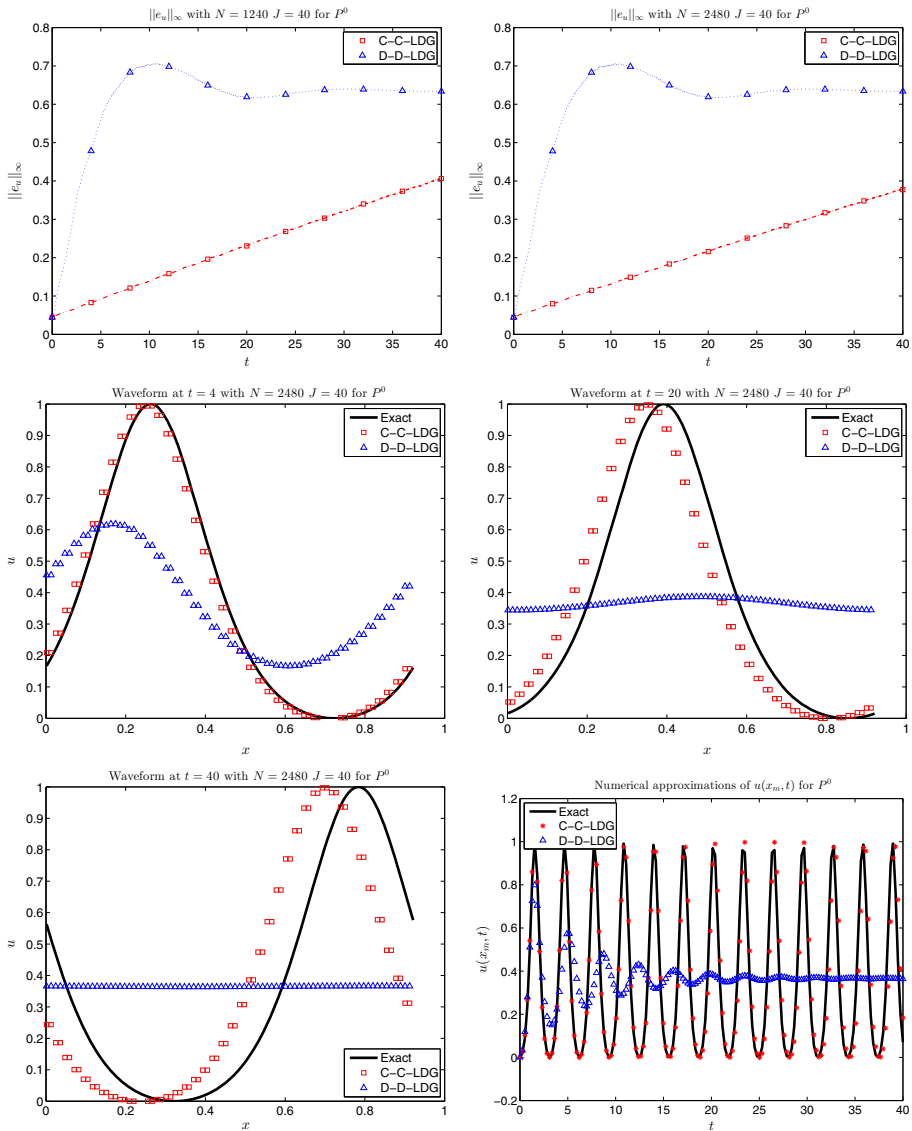 ||e_u||_∞ with N = 1240 J = 40 for P^0
0.8
0.7
0.6
0.5
0.4
0.3
0.2
0.1
0
||e_u||_∞
C-C-LDG
D-D-LDG
0 5 10 15 20 25 30 35 40
t
||e_u||_∞ with N = 2480 J = 40 for P^0
0.8
0.7
0.6
0.5
0.4
0.3
0.2
0.1
0
||e_u||_∞
C-C-LDG
D-D-LDG
0 5 10 15 20 25 30 35 40
t
Waveform at t = 4 with N = 2480 J = 40 for P^0
1
0.9
0.8
0.7
0.6
0.5
0.4
0.3
0.2
0.1
0
u
Exact
C-C-LDG
D-D-LDG
0 0.2 0.4 0.6 0.8 1
x
Waveform at t = 20 with N = 2480 J = 40 for P^0
1
0.9
0.8
0.7
0.6
0.5
0.4
0.3
0.2
0.1
0
u
Exact
C-C-LDG
D-D-LDG
0 0.2 0.4 0.6 0.8 1
x
Waveform at t = 40 with N = 2480 J = 40 for P^0
1
0.9
0.8
0.7
0.6
0.5
0.4
0.3
0.2
0.1
0
u
Exact
C-C-LDG
D-D-LDG
0 0.2 0.4 0.6 0.8 1
x
Numerical approximations of u(x_m, t) for P^0
1.2
1
0.8
0.6
0.4
0.2
0
−0.2
u(x_m, t)
Exact
C-C-LDG
D-D-LDG
0 5 10 15 20 25 30 35 40
t